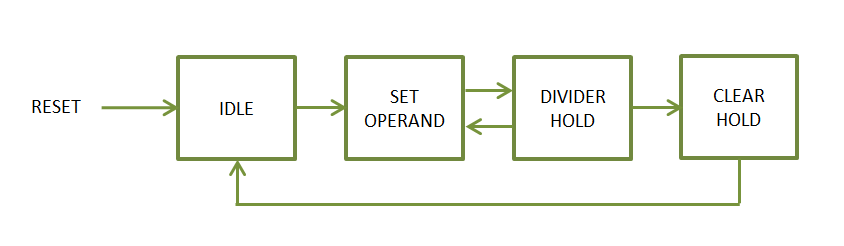 RESET
IDLE
SET
OPERAND
DIVIDER
HOLD
CLEAR
HOLD